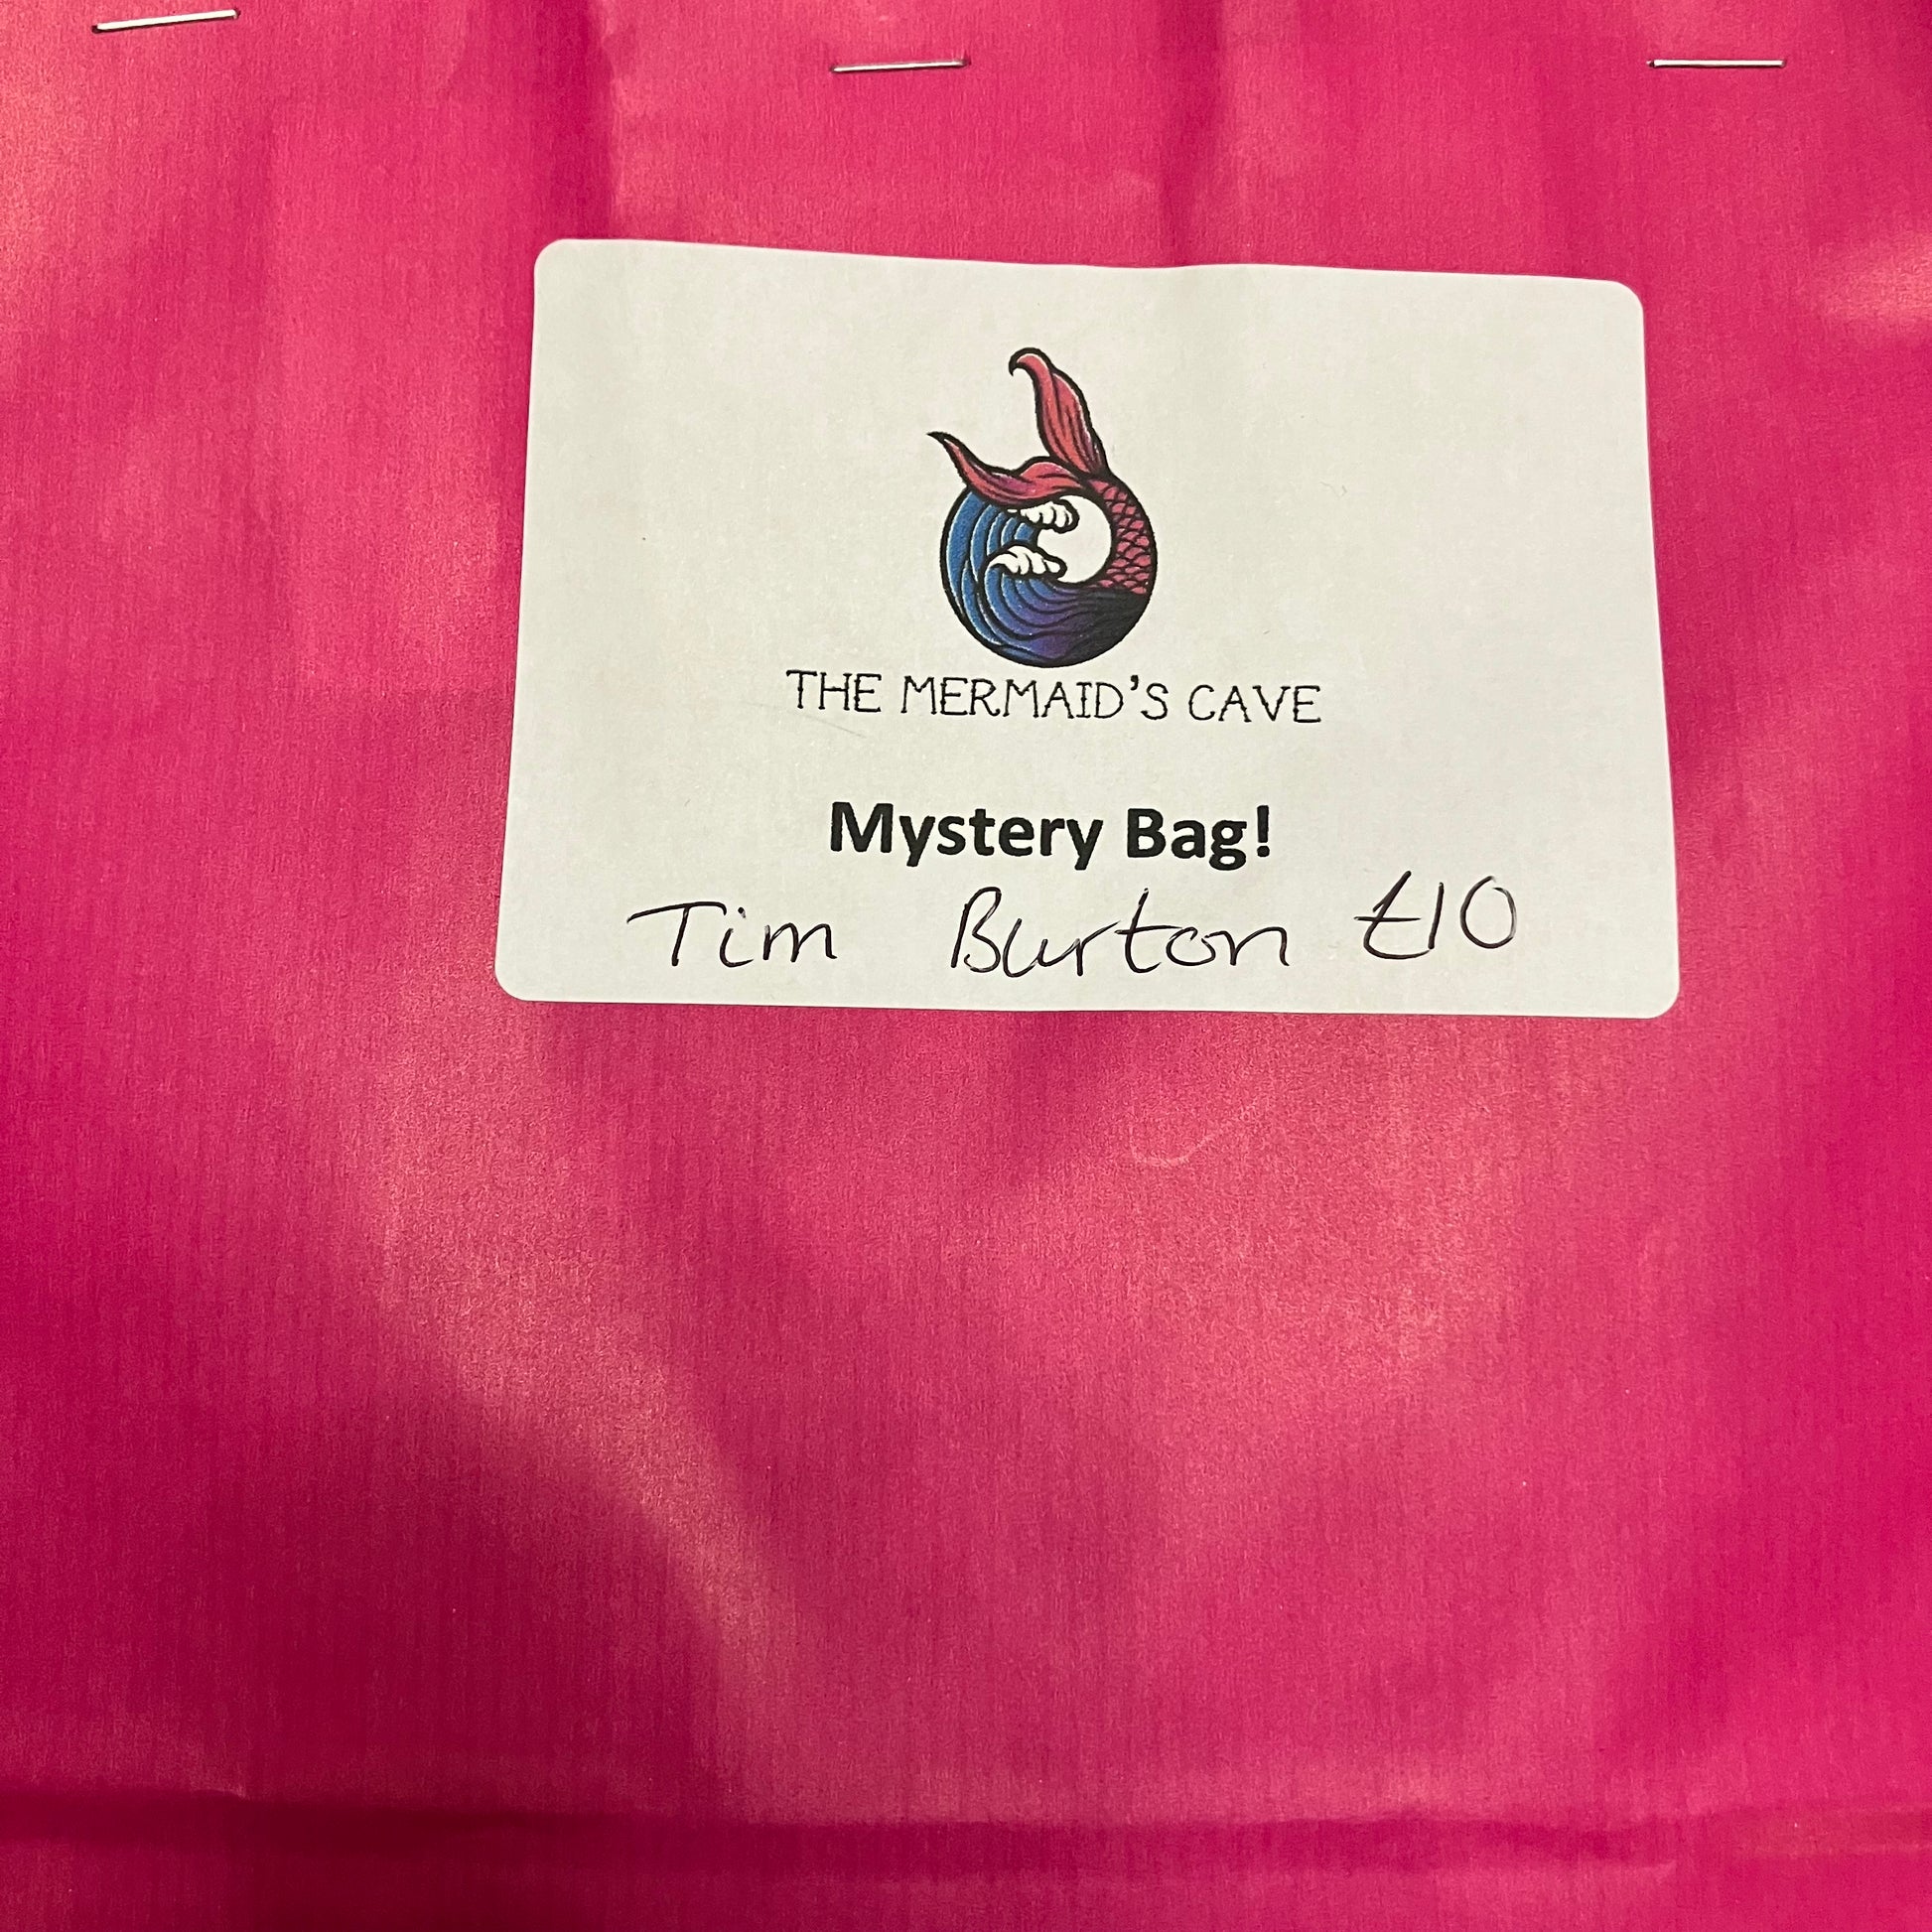 THE MERMAID'S CAVE
Mystery Bag!
Tim Burton £10